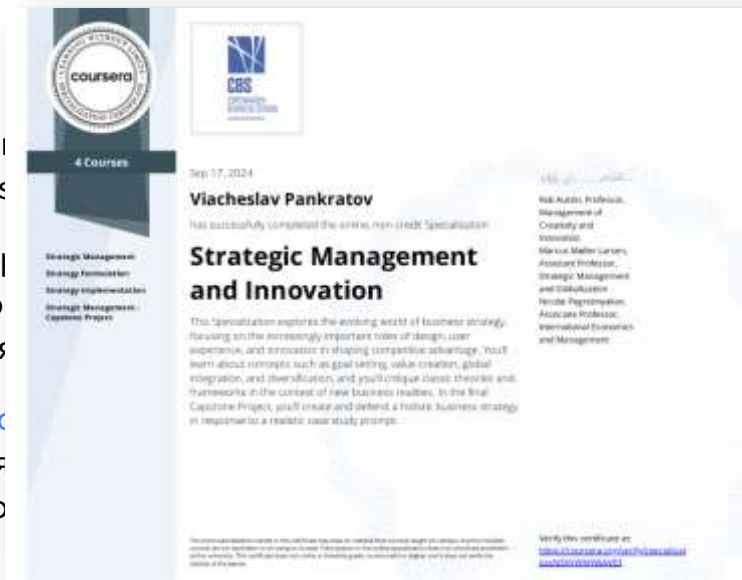 coursera
4 Courses
Strategic Management
Strategy Formulation
Strategy Implementation
Strategic Management -
Capstone Project
CBS
Sep 17, 2024
Viacheslav Pankratov
has successfully completed the online, non-credit Specialization
Strategic Management
and Innovation
This Specialization explores the evolving world of business strategy,
focusing on the increasingly important roles of design, user
experience, and innovation in shaping competitive advantage. You'll
learn about concepts such as goal setting, value creation, global
integration, and diversification, and you'll critique classic theories and
frameworks in the context of new business realities. In the final
Capstone Project, you'll create and defend a holistic business strategy
in response to a realistic case study prompt.
Rob Austin, Professor,
Management of
Creativity and
Innovation
Marcus Møller Larsen,
Assistant Professor,
Strategic Management
and Globalization
Associate Professor,
International Economics
and Management
Verify this certificate at: